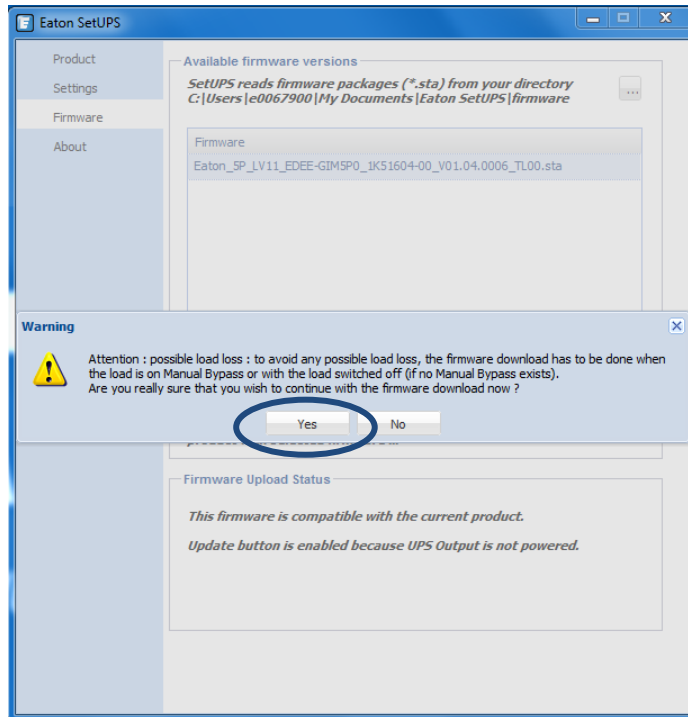 Eaton SetUPS
Product
Settings
Firmware
About
Available firmware versions
SetUPS reads firmware packages (*.sta) from your directory
C:|Users|e0067900|My Documents|Eaton SetUPS|firmware
...
Firmware
Eaton_5P_LV11_EDEE-GIM5P0_1K51604-00_V01.04.0006_TL00.sta
Warning
Attention : possible load loss : to avoid any possible load loss, the firmware download has to be done when
the load is on Manual Bypass or with the load switched off (if no Manual Bypass exists).
Are you really sure that you wish to continue with the firmware download now ?
Yes
No
Firmware Upload Status
This firmware is compatible with the current product.
Update button is enabled because UPS Output is not powered.